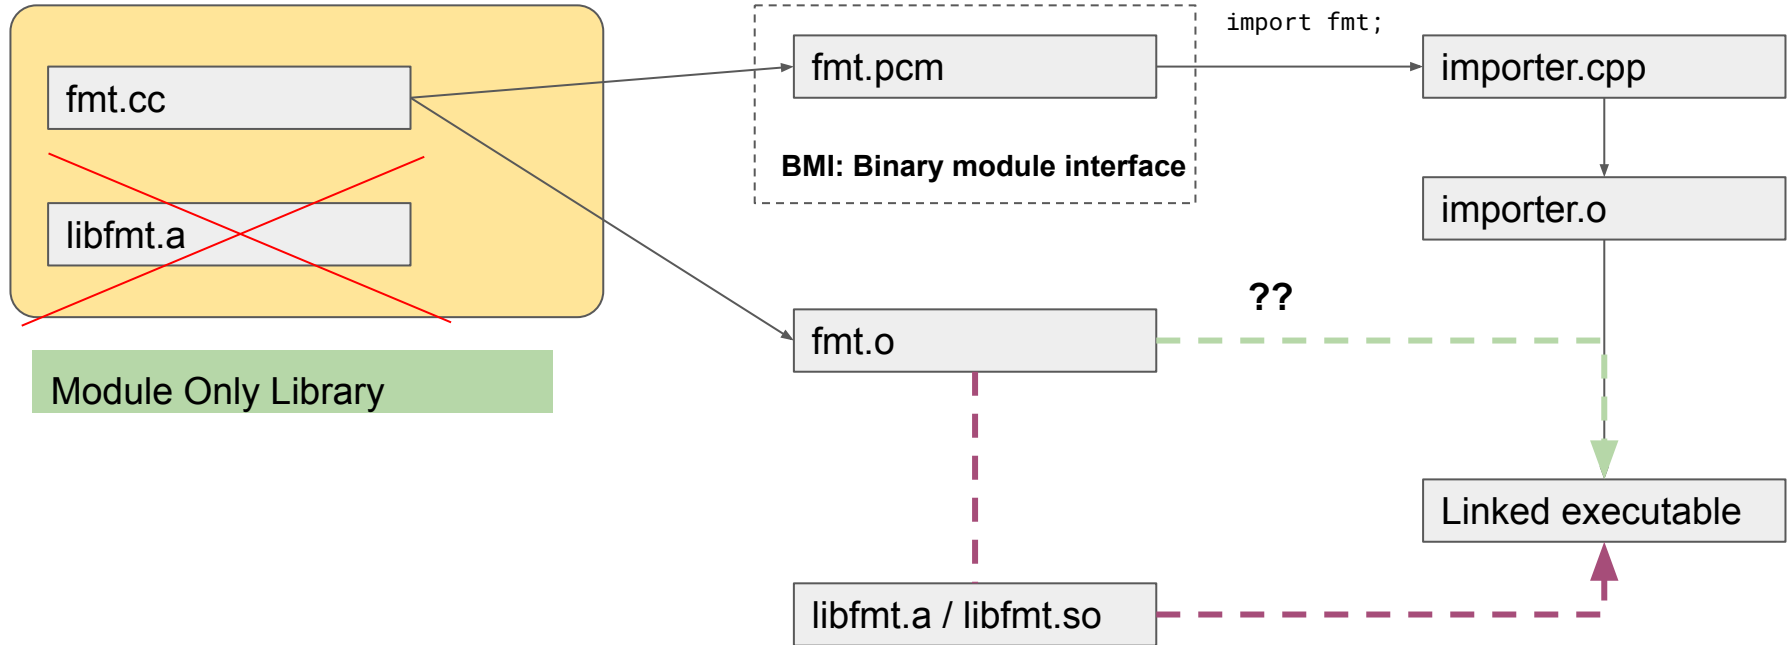 import fmt;
fmt.cc
fmt.pcm
importer.cpp
BMI: Binary module interface
libfmt.a
importer.o
??
fmt.o
Module Only Library
Linked executable
libfmt.a / libfmt.so